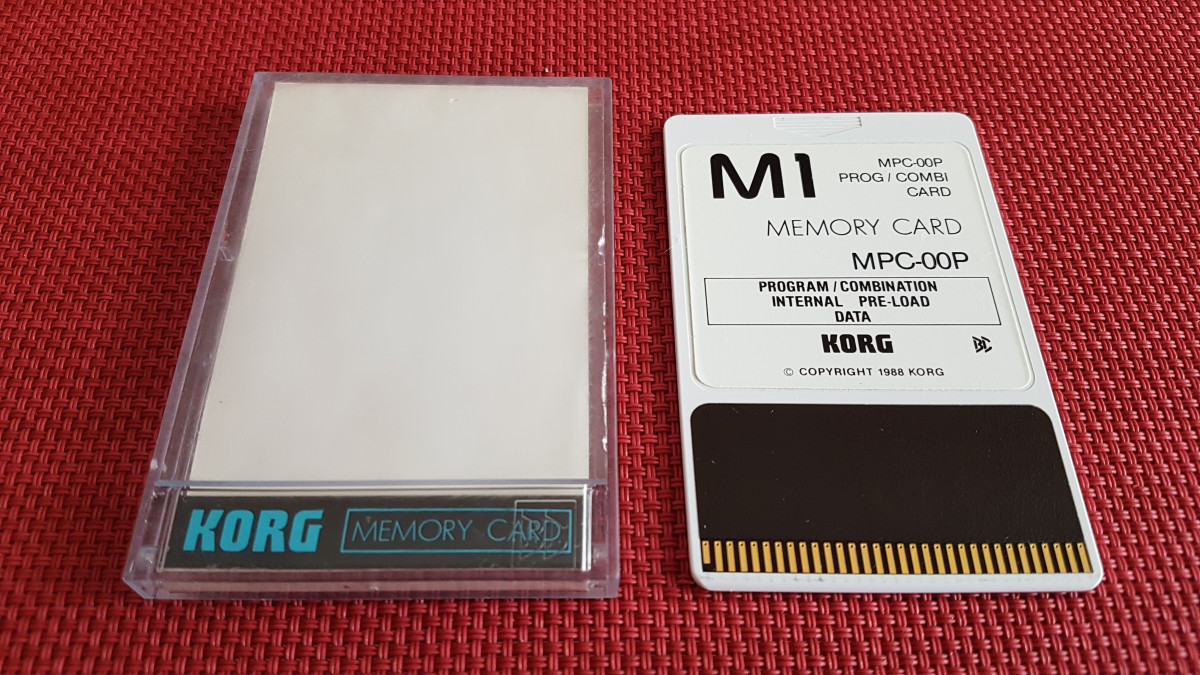 KORG MEMORY CARD
M1
MPC-00P
PROG / COMBI
CARD
MEMORY CARD
MPC-00P
PROGRAM / COMBINATION
INTERNAL PRE-LOAD
DATA
KORG
© COPYRIGHT 1988 KORG